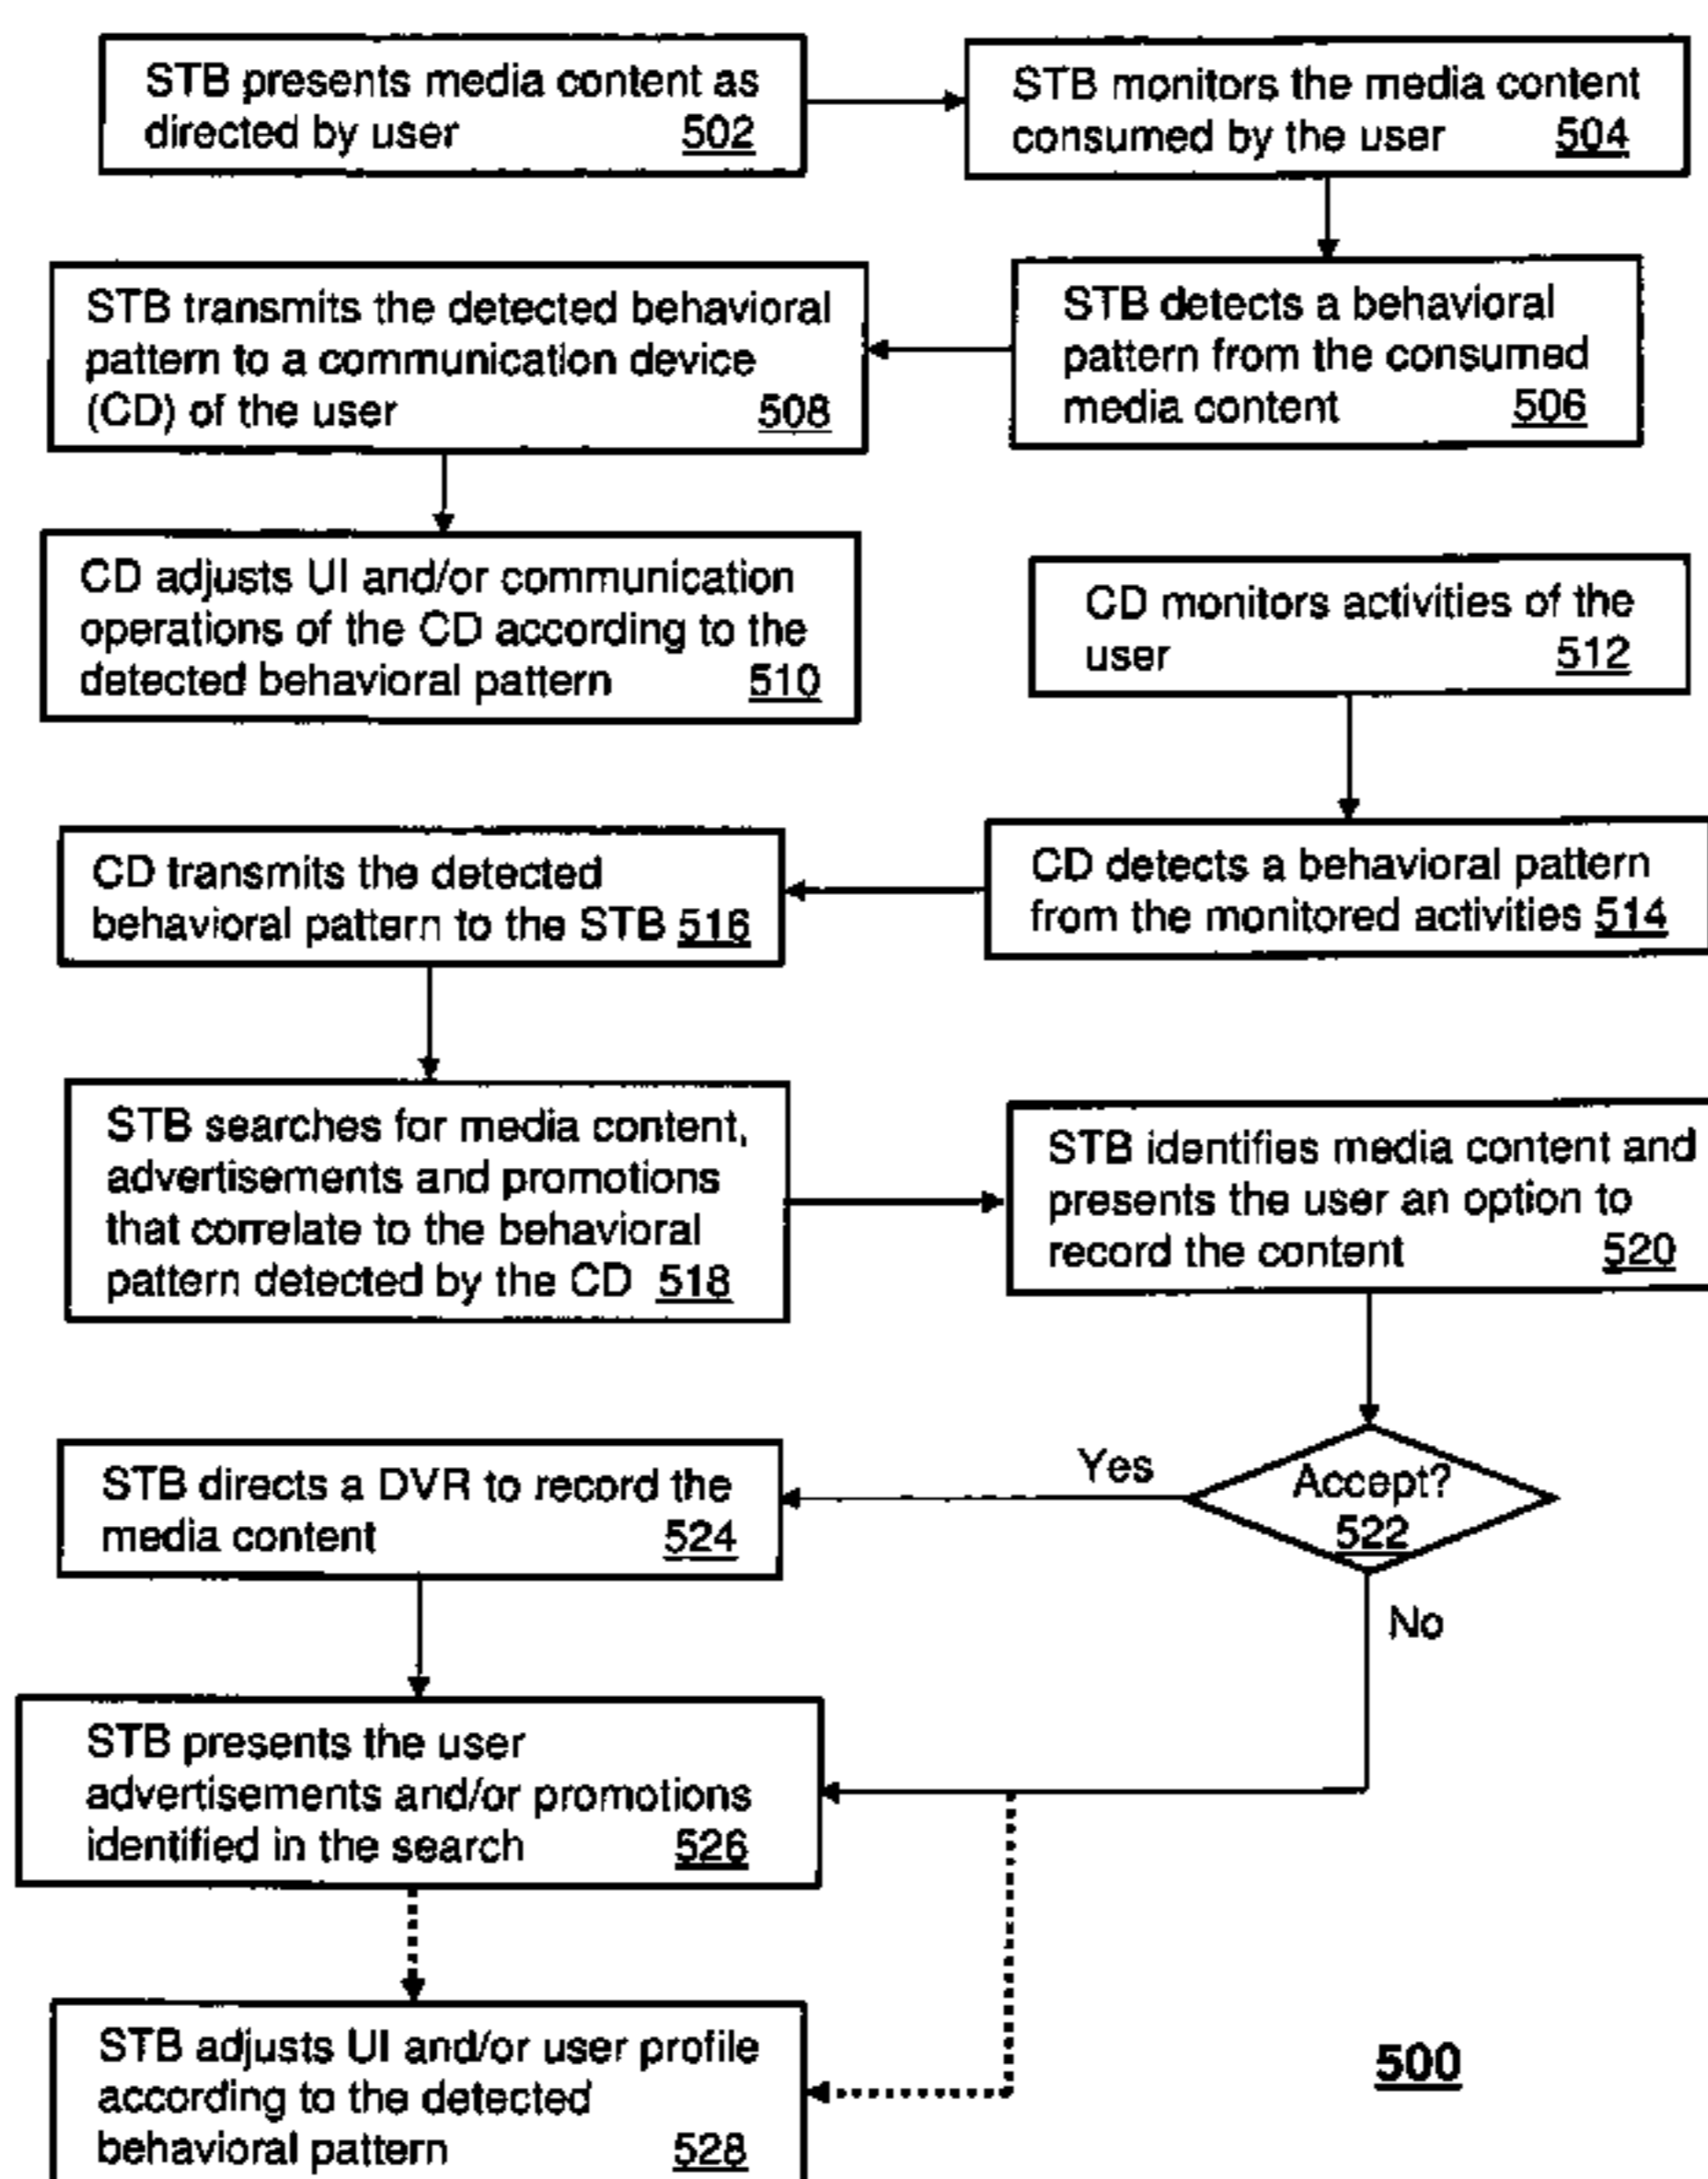 STB presents media content as
directed by user 502
STB monitors the media content
consumed by the user 504
STB transmits the detected behavioral
pattern to a communication device
(CD) of the user 508
STB detects a behavioral
pattern from the consumed
media content 506
CD adjusts UI and/or communication
operations of the CD according to the
detected behavioral pattern 510
CD monitors activities of the
user 512
CD transmits the detected
behavioral pattern to the STB 516
CD detects a behavioral pattern
from the monitored activities 514
STB searches for media content,
advertisements and promotions
that correlate to the behavioral
pattern detected by the CD 518
STB identifies media content and
presents the user an option to
record the content 520
STB directs a DVR to record the
media content 524
Yes
Accept?
522
No
STB presents the user
advertisements and/or promotions
identified in the search 526
STB adjusts UI and/or user profile
according to the detected
behavioral pattern 528
500